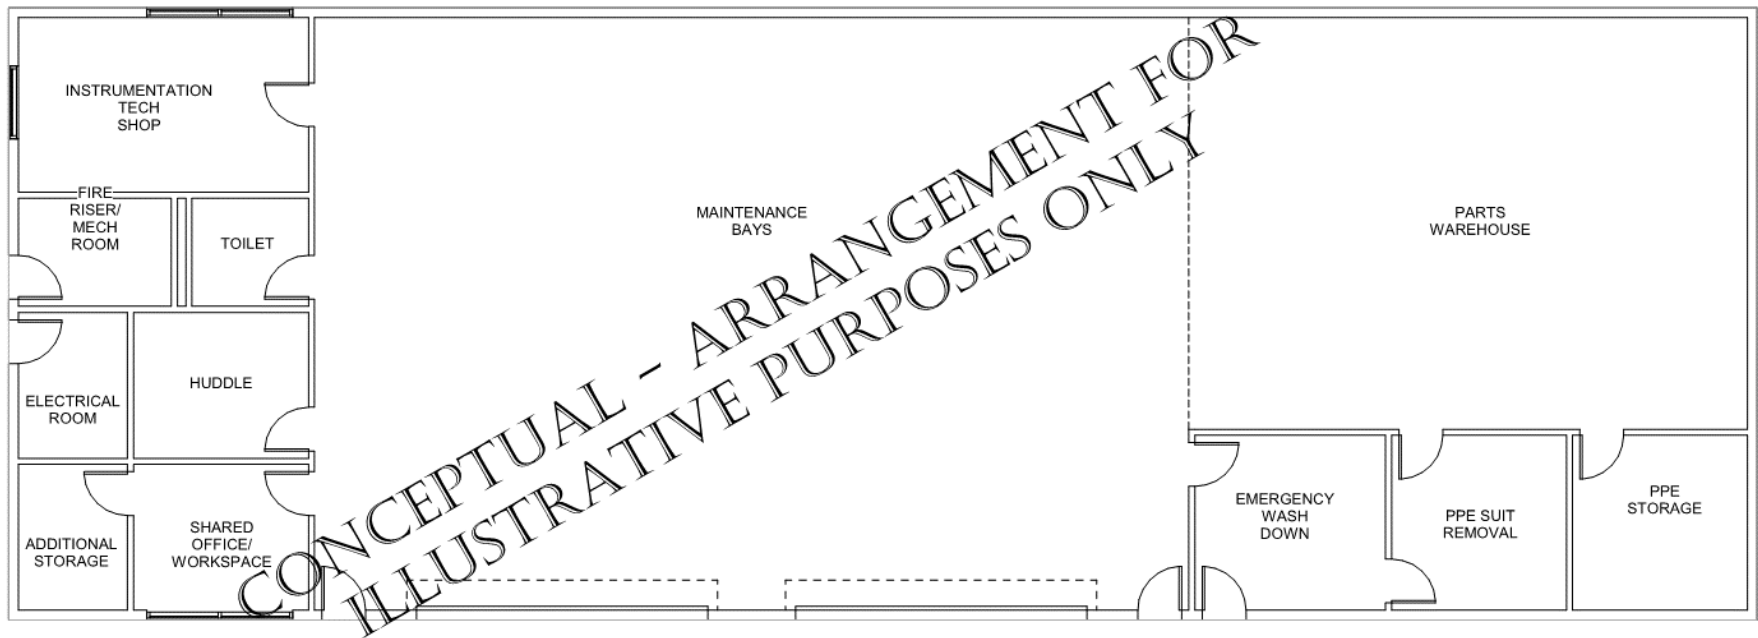 INSTRUMENTATION
TECH
SHOP
FIRE
RISER/
MECH
ROOM
TOILET
MAINTENANCE
BAYS
PARTS
WAREHOUSE
ELECTRICAL
ROOM
HUDDLE
ADDITIONAL
STORAGE
SHARED
OFFICE/
WORKSPACE
EMERGENCY
WASH
DOWN
PPE SUIT
REMOVAL
PPE
STORAGE
CONCEPTUAL - ARRANGEMENT FOR
ILLUSTRATIVE PURPOSES ONLY